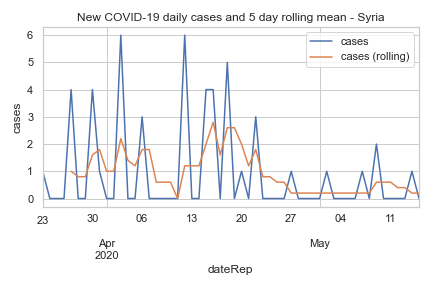 New COVID-19 daily cases and 5 day rolling mean - Syria
cases
cases (rolling)
6
5
4
3
2
1
0
cases
23 30 06 13 20 27 04 11
Apr May
2020
dateRep